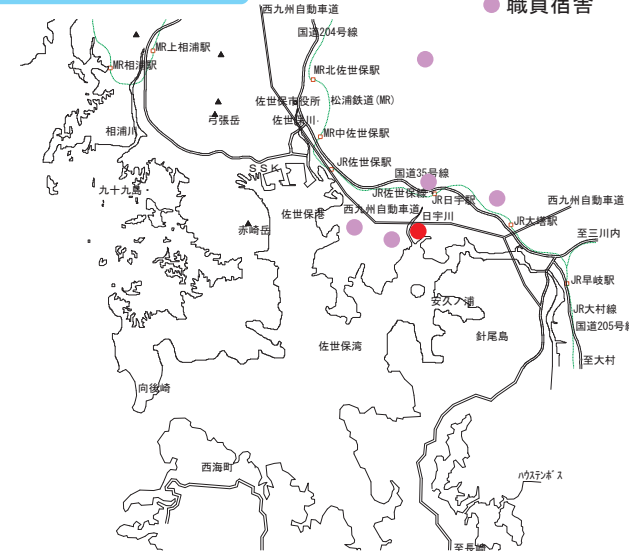 西九州自動車道
職員宿舎
国道204号線
MR上相浦駅
MR相浦駅
MR北佐世保駅
佐世保市役所
松浦鉄道(MR)
弓張岳
佐世保川
相浦川
MR中佐世保駅
JR佐世保駅
SSK
国道35号線
九十九島
JR佐世保線
JR日宇駅
西九州自動車道
佐世保港
西九州自動車道
日宇川
赤崎岳
JR大塔駅
至三川内
JR早岐駅
安久ノ浦
JR大村線
国道205号線
針尾島
佐世保湾
至大村
向後崎
西海町
ﾊｳｽﾃﾝﾎﾞｽ
至長崎